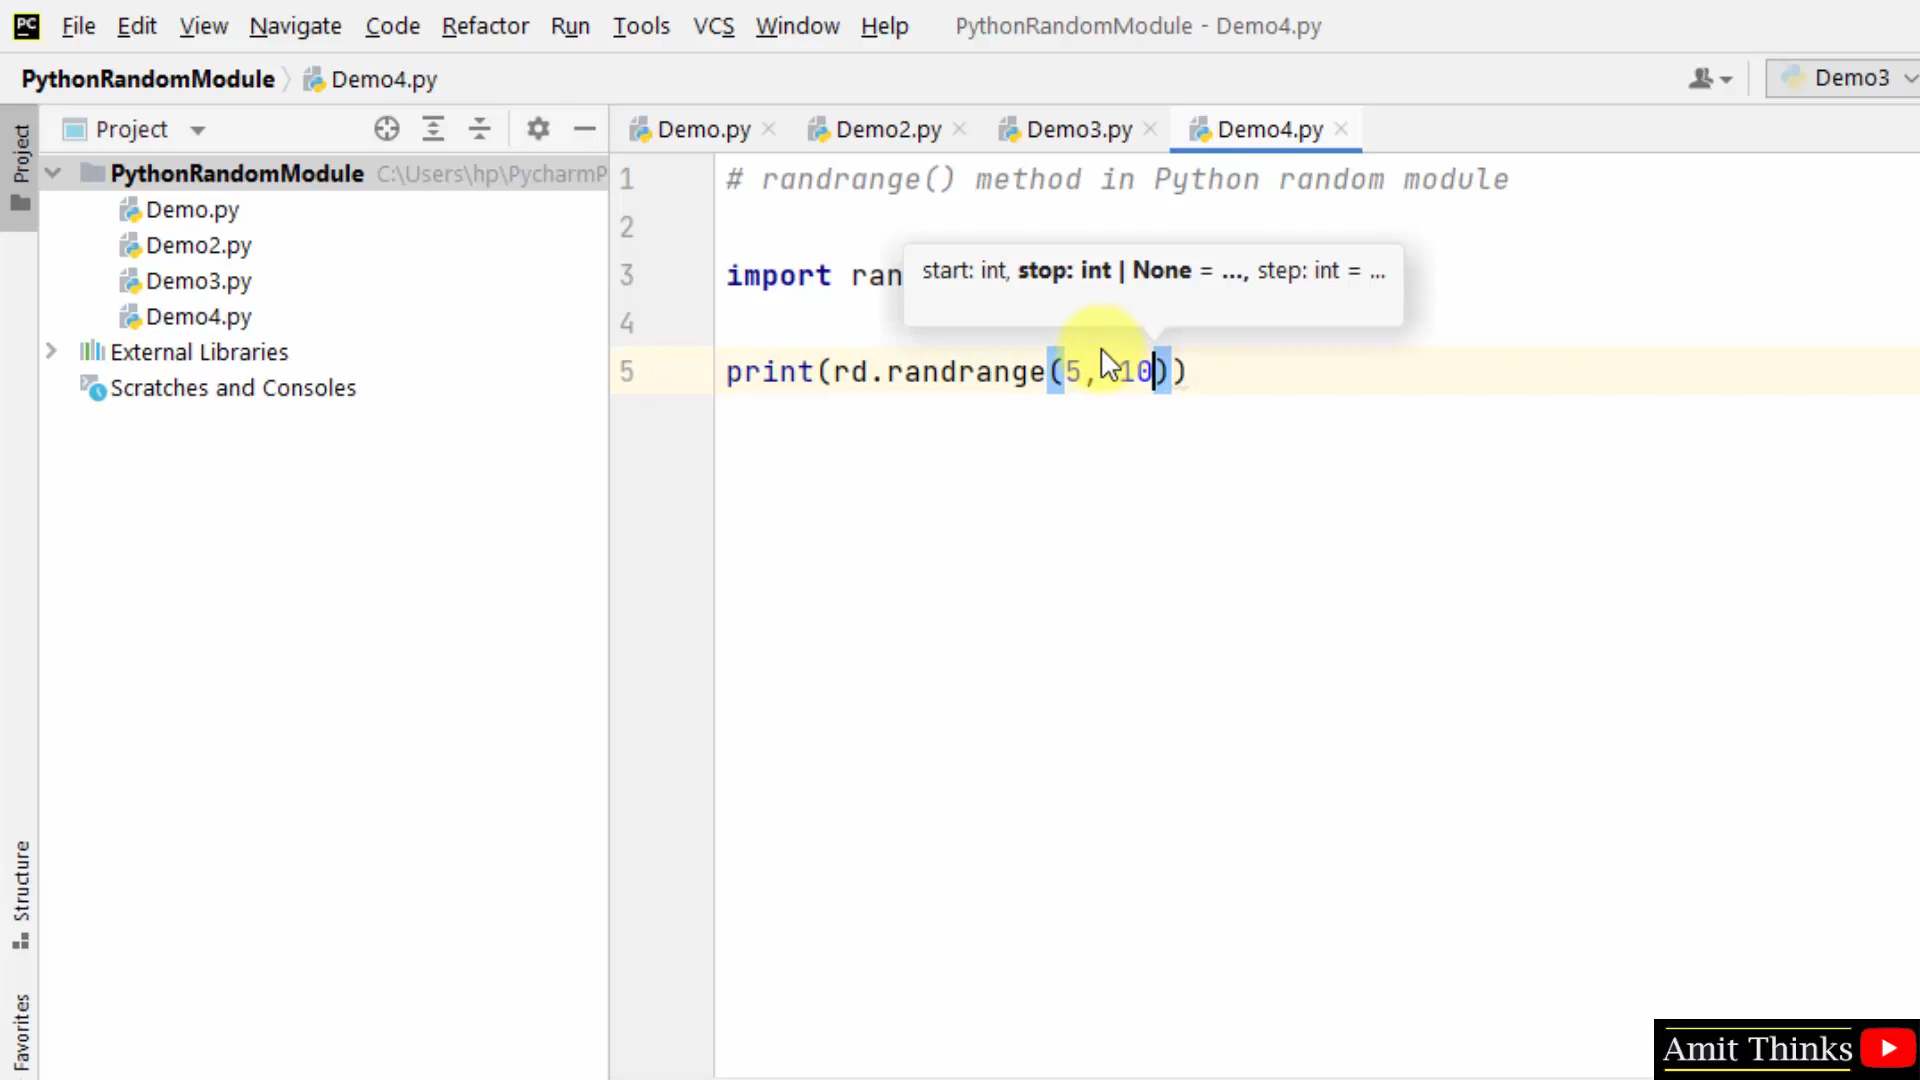 File Edit View Navigate Code Refactor Run Tools VCS Window Help PythonRandomModule - Demo4.py
PythonRandomModule Demo4.py Demo3
Project Demo.py Demo2.py Demo3.py Demo4.py
Project
PythonRandomModule C:\Users\hp\PycharmP
Demo.py
Demo2.py
Demo3.py
Demo4.py
External Libraries
Scratches and Consoles
1 # randrange() method in Python random module
2
start: int, stop: int | None = ..., step: int = ...
3 import ran
4
5 print(rd.randrange(5, 10))
Structure
Favorites
Amit Thinks